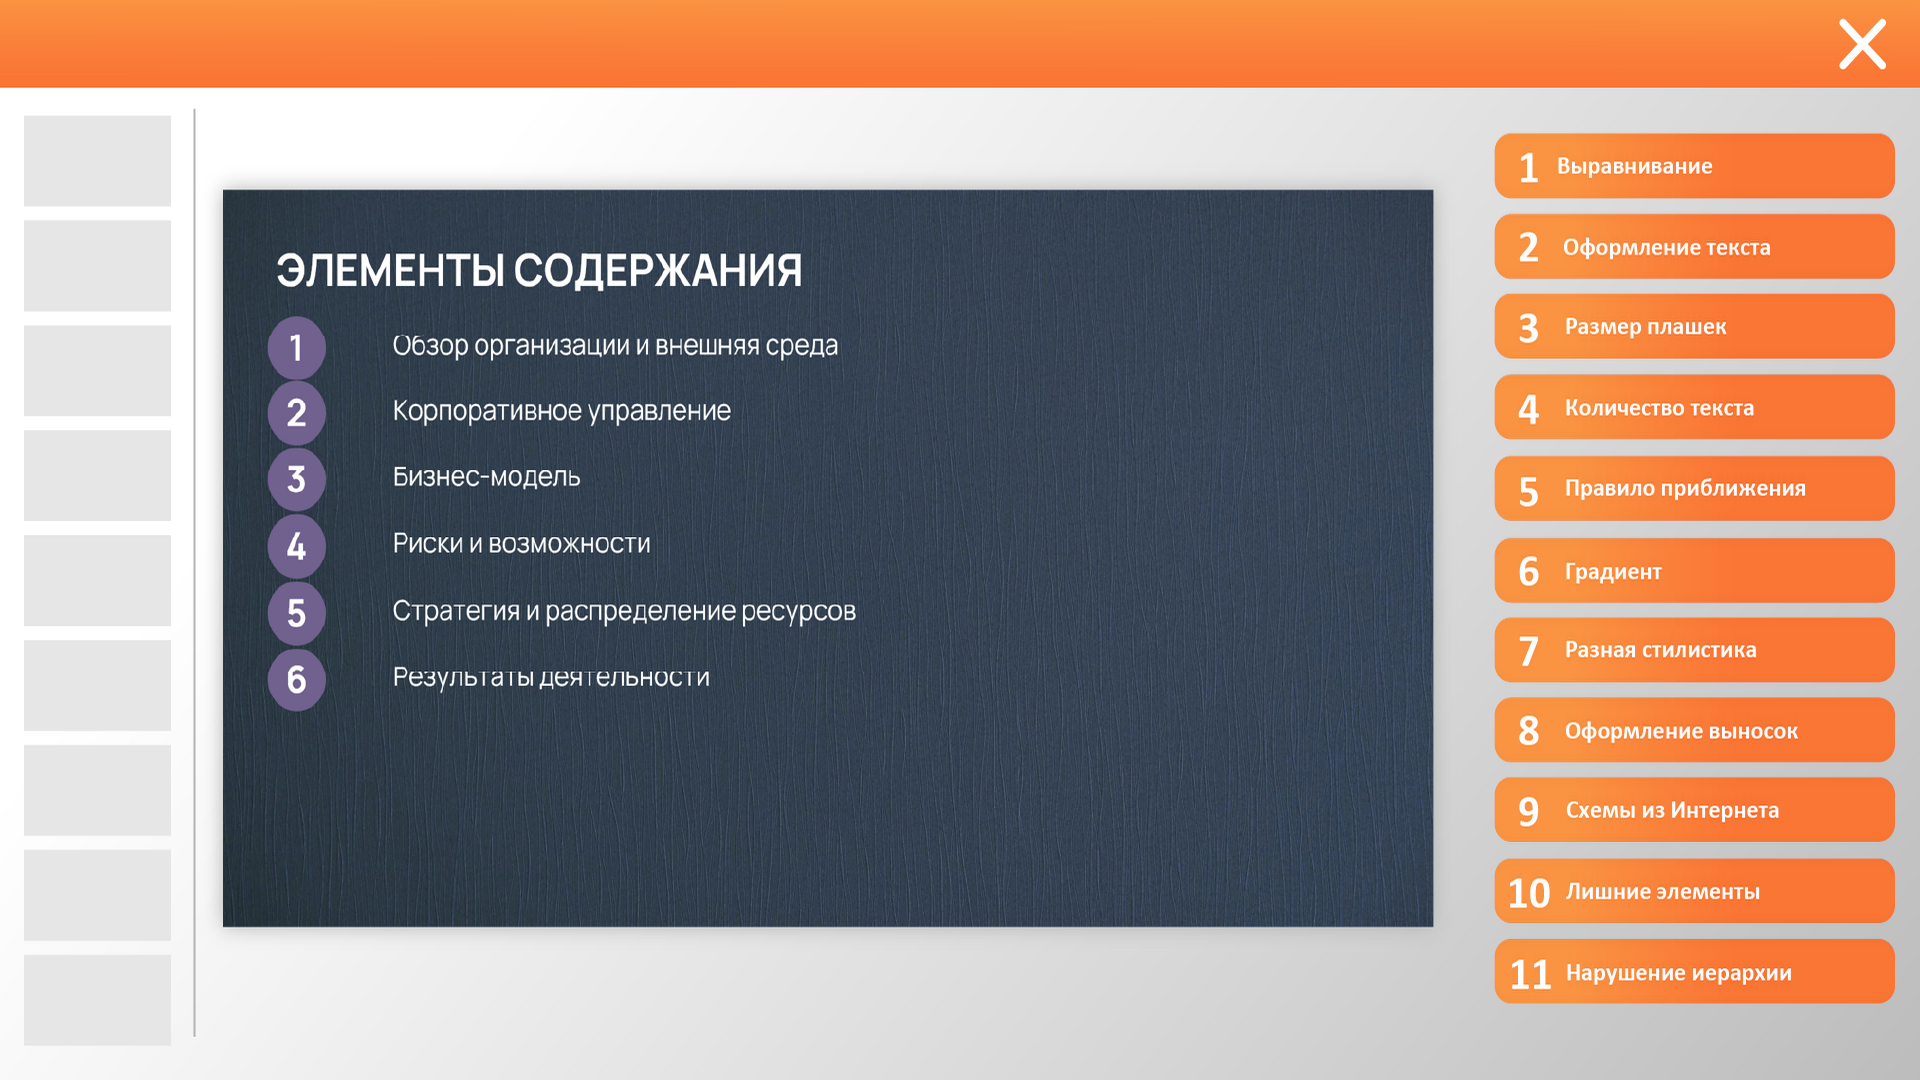 ЭЛЕМЕНТЫ СОДЕРЖАНИЯ
1 Обзор организации и внешняя среда
2 Корпоративное управление
3 Бизнес-модель
4 Риски и возможности
5 Стратегия и распределение ресурсов
6 Результаты деятельности
1 Выравнивание
2 Оформление текста
3 Размер плашек
4 Количество текста
5 Правило приближения
6 Градиент
7 Разная стилистика
8 Оформление выносок
9 Схемы из Интернета
10 Лишние элементы
11 Нарушение иерархии